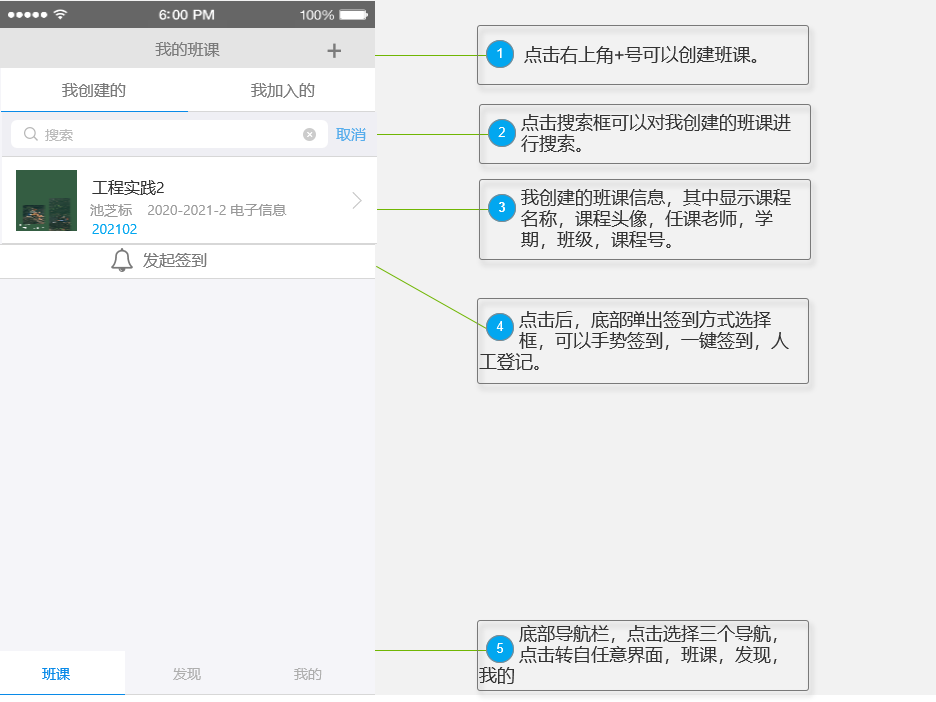 6:00 PM
100%
我的班课
+
我创建的
我加入的
搜索
取消
工程实践2
池芝标 2020-2021-2 电子信息
202102
发起签到
班课
发现
我的
1
点击右上角+号可以创建班课。
2
点击搜索框可以对我创建的班课进
行搜索。
3
我创建的班课信息，其中显示课程
名称，课程头像，任课老师，学
期，班级，课程号。
4
点击后，底部弹出签到方式选择
框，可以手势签到，一键签到，人
工登记。
5
底部导航栏，点击选择三个导航，
点击转自任意界面，班课，发现，
我的